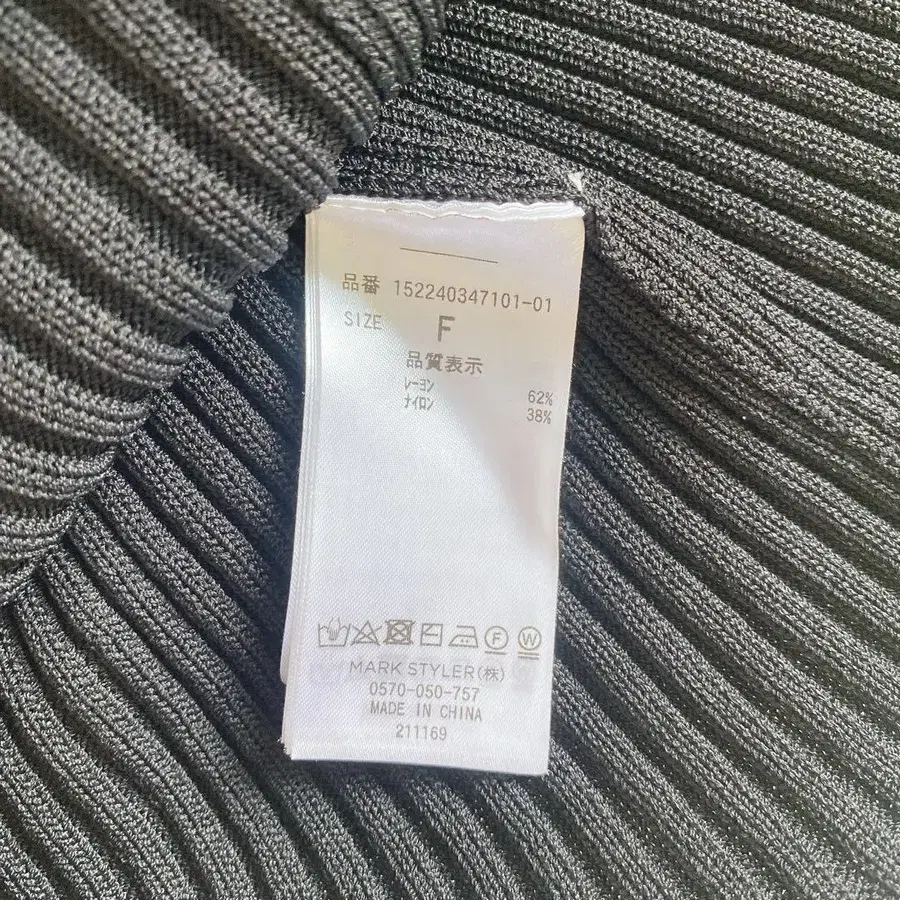 品番 152240347101-01
SIZE F
品質表示
レーヨン 62%
ナイロン 38%
F W
MARK STYLER(株)
0570-050-757
MADE IN CHINA
211169